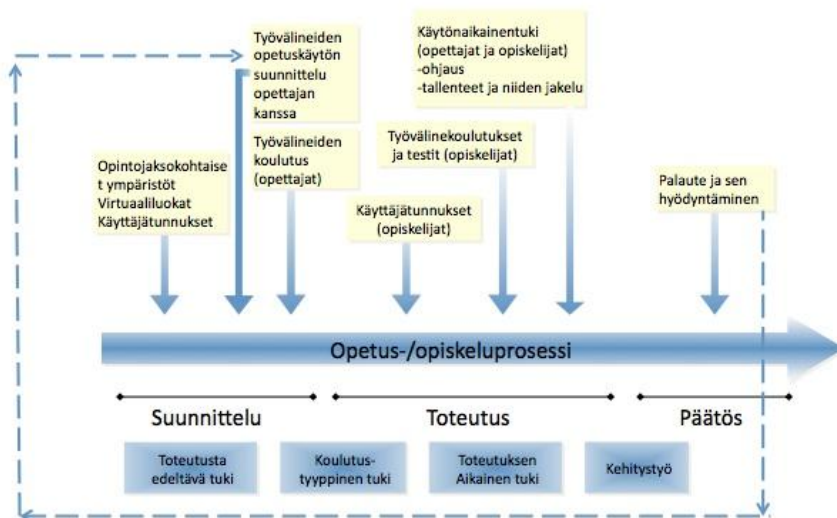 Työvälineiden
opetuskäytön
suunnittelu
opettajan
kanssa
Käytönaikainentuki
(opettajat ja opiskelijat)
-ohjaus
-tallenteet ja niiden jakelu
Työvälineiden
koulutus
(opettajat)
Työvälinekoulutukset
ja testit (opiskelijat)
Opintojaksokohtaise
t ympäristöt
Virtuaaliluokat
Käyttäjätunnukset
Käyttäjätunnukset
(opiskelijat)
Palaute ja sen
hyödyntäminen
Opetus-/opiskeluprosessi
Suunnittelu
Toteutus
Päätös
Toteutusta
edeltävä tuki
Koulutus-
tyyppinen tuki
Toteutuksen
Aikainen tuki
Kehitystyö